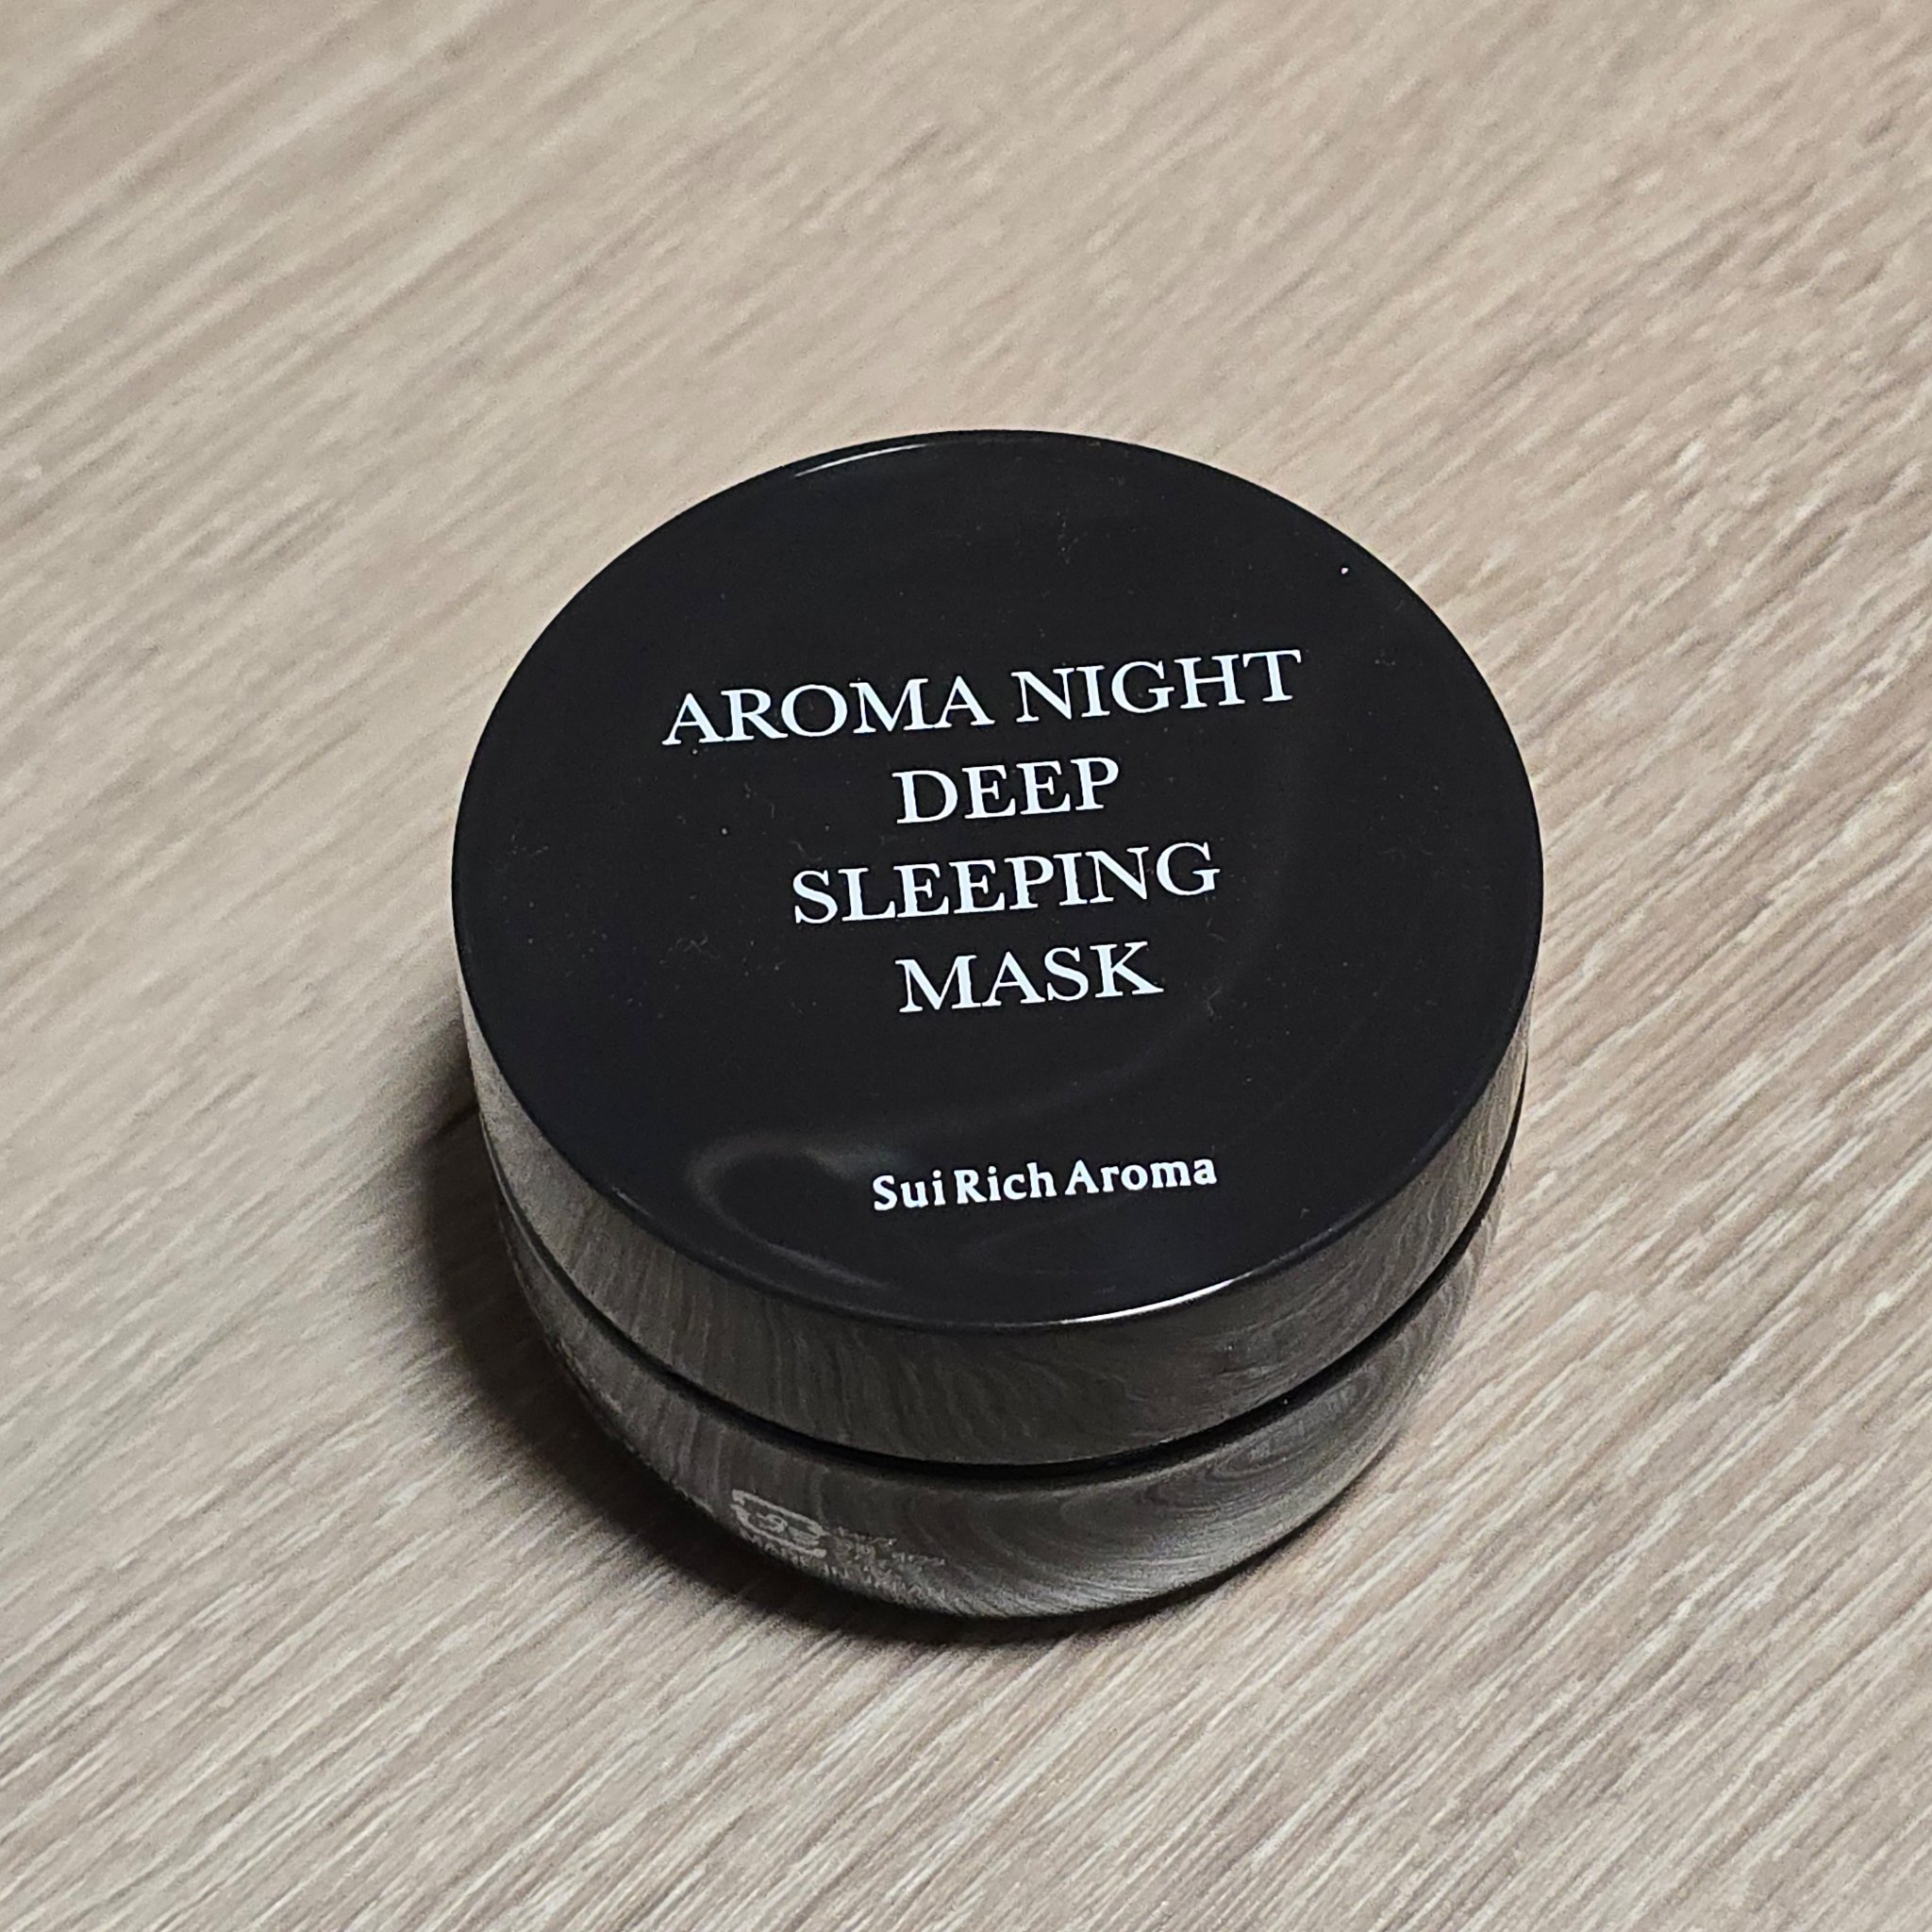 AROMA NIGHT
DEEP
SLEEPING
MASK
Sui Rich Aroma